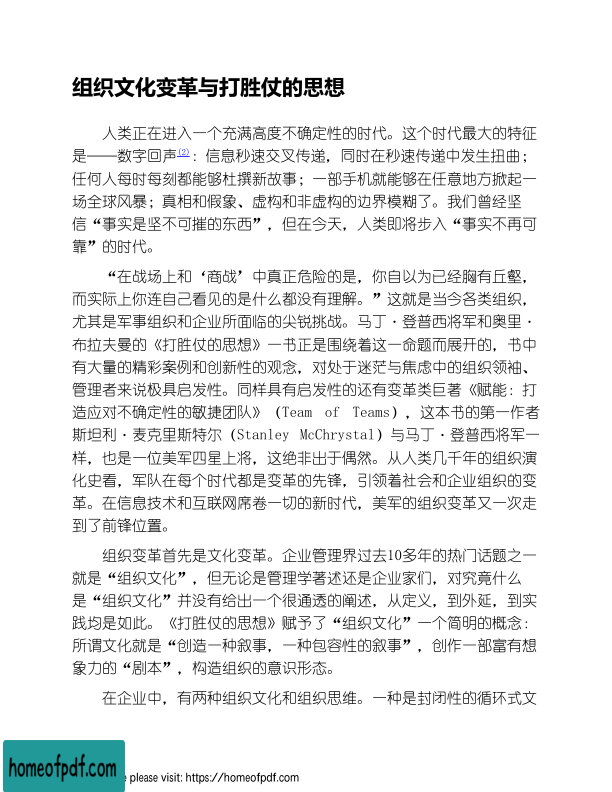 组织文化变革与打胜仗的思想
人类正在进入一个充满高度不确定性的时代。这个时代最大的特征
是——数字回声(2)：信息秒速交叉传递，同时在秒速传递中发生扭曲；
任何人每时每刻都能够杜撰新故事；一部手机就能够在任意地方掀起一
场全球风暴；真相和假象、虚构和非虚构的边界模糊了。我们曾经坚
信“事实是坚不可摧的东西”，但在今天，人类即将步入“事实不再可
靠”的时代。
“在战场上和‘商战’中真正危险的是，你自以为已经胸有丘壑，
而实际上你连自己看见的是什么都没有理解。”这就是当今各类组织，
尤其是军事组织和企业所面临的尖锐挑战。马丁·登普西将军和奥里·
布拉夫曼的《打胜仗的思想》一书正是围绕着这一命题而展开的，书中
有大量的精彩案例和创新性的观念，对处于迷茫与焦虑中的组织领袖、
管理者来说极具启发性。同样具有启发性的还有变革类巨著《赋能：打
造应对不确定性的敏捷团队》（Team of Teams），这本书的第一作者
斯坦利·麦克里斯特尔（Stanley McChrystal）与马丁·登普西将军一
样，也是一位美军四星上将，这绝非出于偶然。从人类几千年的组织演
化史看，军队在每个时代都是变革的先锋，引领着社会和企业组织的变
革。在信息技术和互联网席卷一切的新时代，美军的组织变革又一次走
到了前锋位置。
组织变革首先是文化变革。企业管理界过去10多年的热门话题之一
就是“组织文化”，但无论是管理学著述还是企业家们，对究竟什么
是“组织文化”并没有给出一个很通透的阐述，从定义，到外延，到实
践均是如此。《打胜仗的思想》赋予了“组织文化”一个简明的概念：
所谓文化就是“创造一种叙事，一种包容性的叙事”，创作一部富有想
象力的“剧本”，构造组织的意识形态。
在企业中，有两种组织文化和组织思维。一种是封闭性的循环式文
homeofpdf.com
e please visit: https://homeofpdf.com